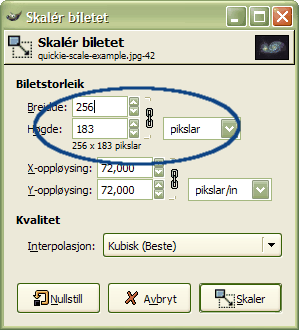 Skalér biletet
Skalér biletet
quickie-scale-example.jpg-42
Biletstorleik
Breidde: 256
Høgde: 183 pikslar
256 x 183 pikslar
X-oppløysing: 72,000
Y-oppløysing: 72,000 pikslar/in
Kvalitet
Interpolasjon: Kubisk (Beste)
Nullstill Avbryt Skaler